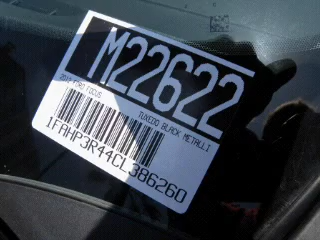 M22622
2012 FORD FOCUS TUXEDO BLACK METALLI
1FAHP3R44CL386260